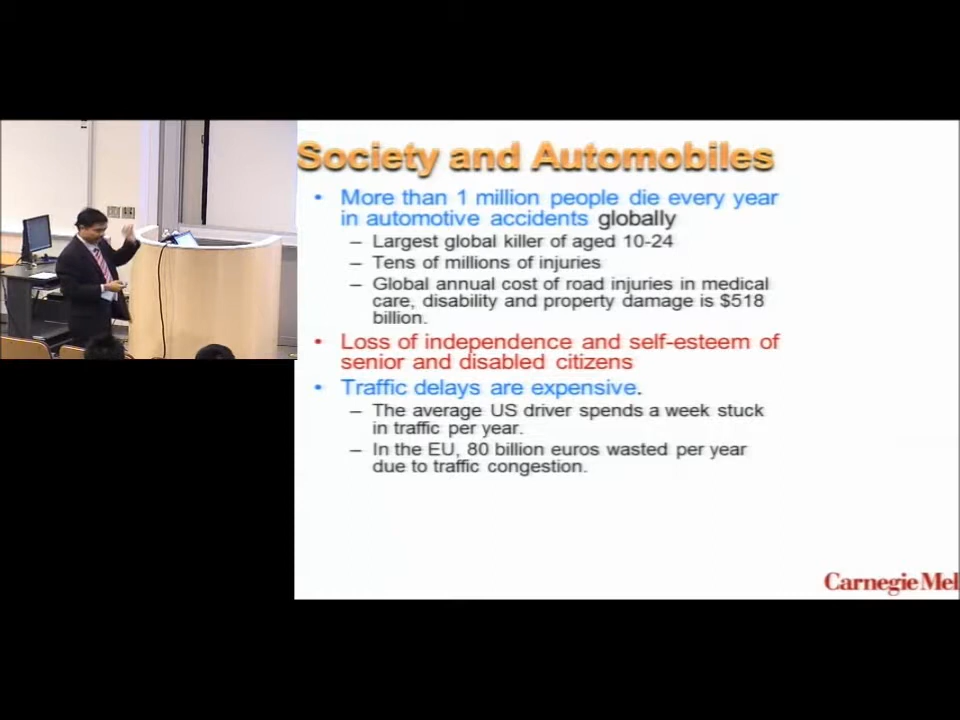 Society and Automobiles
• More than 1 million people die every year
in automotive accidents globally
– Largest global killer of aged 10-24
– Tens of millions of injuries
– Global annual cost of road injuries in medical
care, disability and property damage is $518
billion.
• Loss of independence and self-esteem of
senior and disabled citizens
• Traffic delays are expensive.
– The average US driver spends a week stuck
in traffic per year.
– In the EU, 80 billion euros wasted per year
due to traffic congestion.
Carnegie Mel